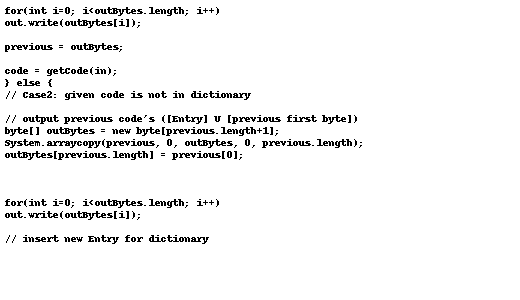 for(int i=0; i<outBytes.length; i++)
out.write(outBytes[i]);
previous = outBytes;
code = getCode(in);
} else {
// Case2: given code is not in dictionary
// output previous code's ([Entry] U [previous first byte])
byte[] outBytes = new byte[previous.length+1];
System.arraycopy(previous, 0, outBytes, 0, previous.length);
outBytes[previous.length] = previous[0];
for(int i=0; i<outBytes.length; i++)
out.write(outBytes[i]);
// insert new Entry for dictionary